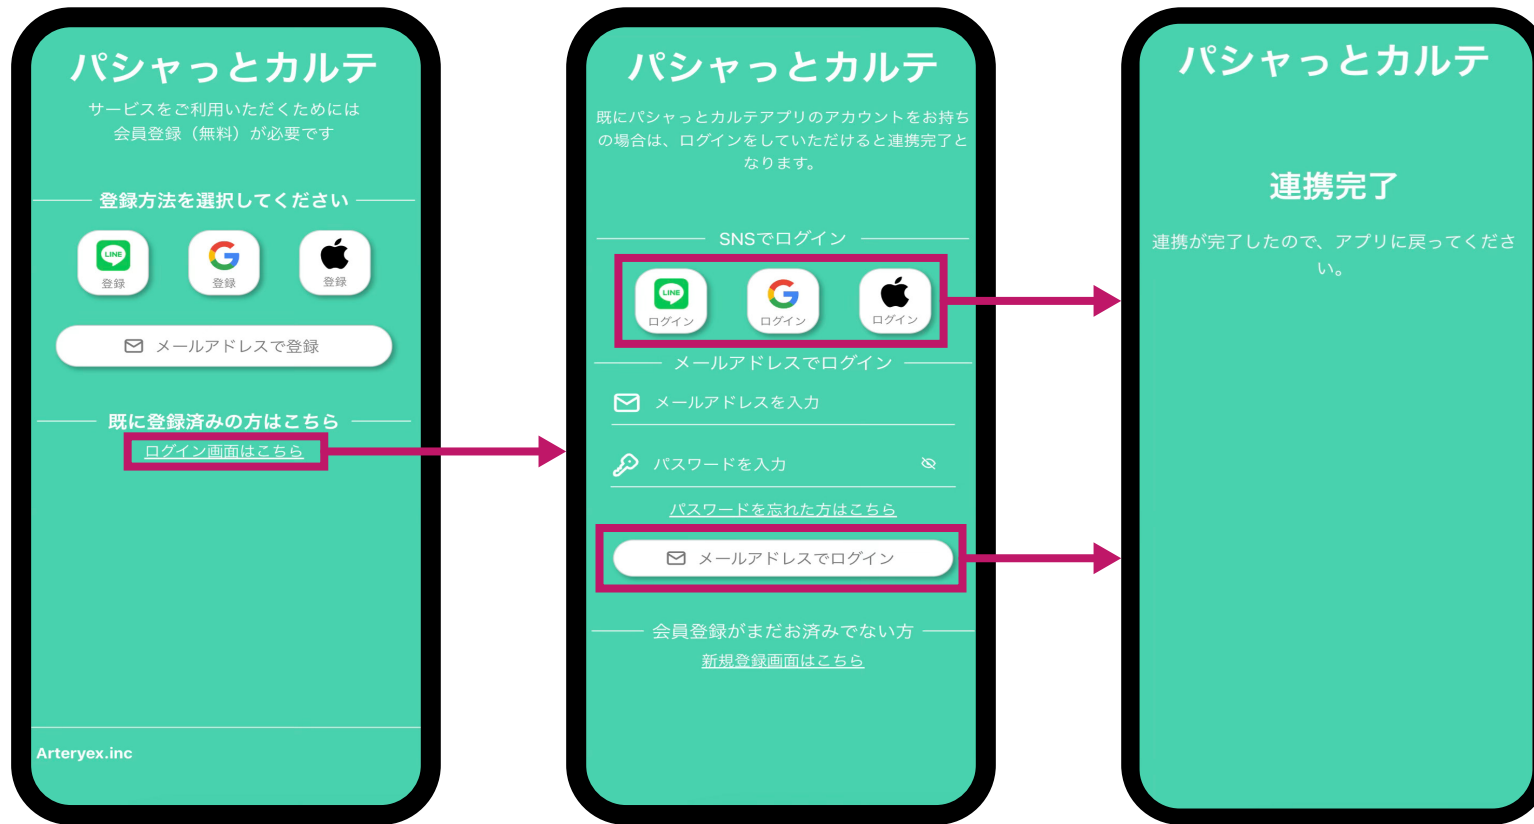 パシャっとカルテ
サービスをご利用いただくためには
会員登録（無料）が必要です
登録方法を選択してください
LINE
登録
登録
登録
メールアドレスで登録
既に登録済みの方はこちら
ログイン画面はこちら
Arteryex.inc
パシャっとカルテ
既にパシャっとカルテアプリのアカウントをお持ち
の場合は、ログインをしていただけると連携完了と
なります。
SNSでログイン
LINE
ログイン
ログイン
ログイン
メールアドレスでログイン
メールアドレスを入力
パスワードを入力
パスワードを忘れた方はこちら
メールアドレスでログイン
会員登録がまだお済みでない方
新規登録画面はこちら
パシャっとカルテ
連携完了
連携が完了したので、アプリに戻ってくださ
い。